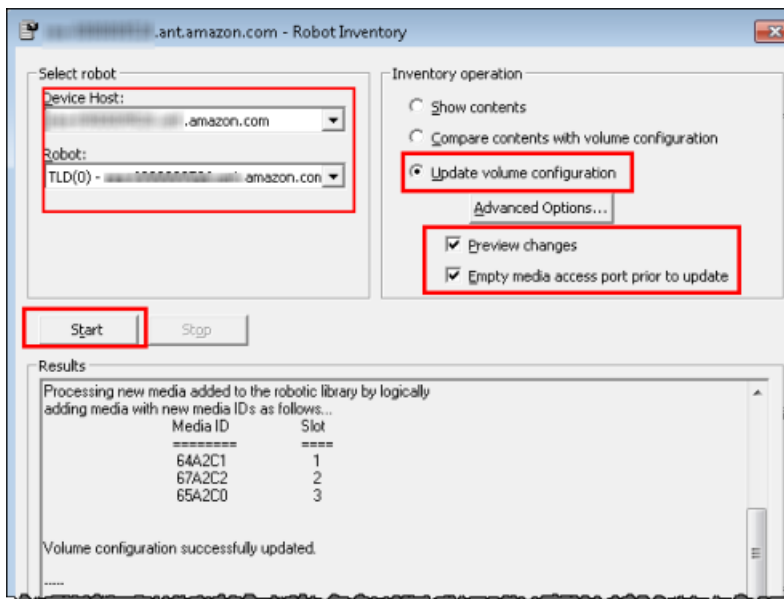 .ant.amazon.com - Robot Inventory
Select robot
Device Host:
.amazon.com
Robot:
TLD(0) - amazon.con
Inventory operation
Show contents
Compare contents with volume configuration
Update volume configuration
Advanced Options...
Preview changes
Empty media access port prior to update
Start
Stop
Results
Processing new media added to the robotic library by logically
adding media with new media IDs as follows...
Media ID Slot
======== ====
64A2C1 1
67A2C2 2
65A2C0 3
Volume configuration successfully updated.
-----